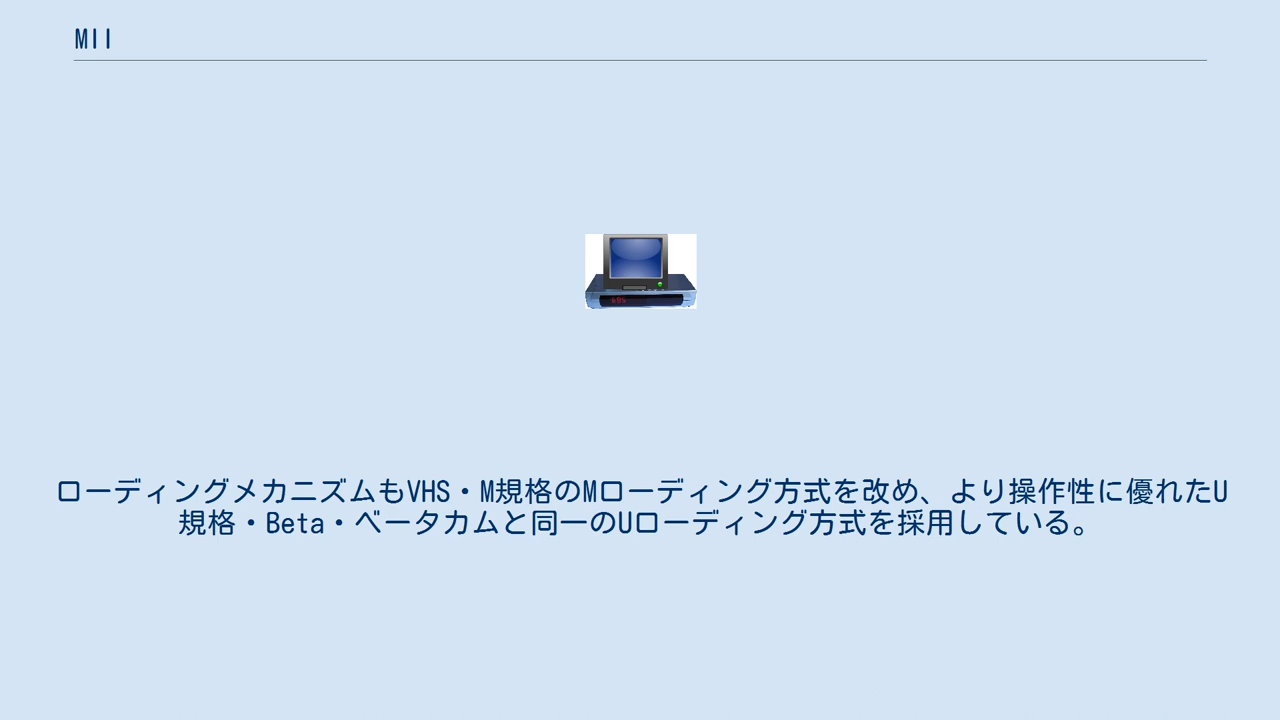 MII
ローディングメカニズムもVHS・M規格のMローディング方式を改め、より操作性に優れたU
規格・Beta・ベータカムと同一のUローディング方式を採用している。